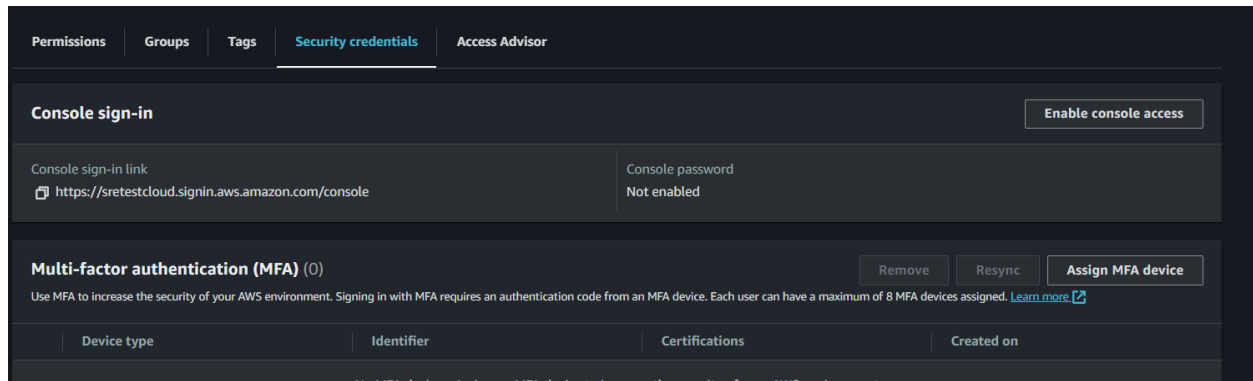 Permissions Groups Tags Security credentials Access Advisor
Console sign-in Enable console access
Console sign-in link Console password
https://sretestcloud.signin.aws.amazon.com/console Not enabled
Multi-factor authentication (MFA) (0) Remove Resync Assign MFA device
Use MFA to increase the security of your AWS environment. Signing in with MFA requires an authentication code from an MFA device. Each user can have a maximum of 8 MFA devices assigned. Learn more
Device type Identifier Certifications Created on